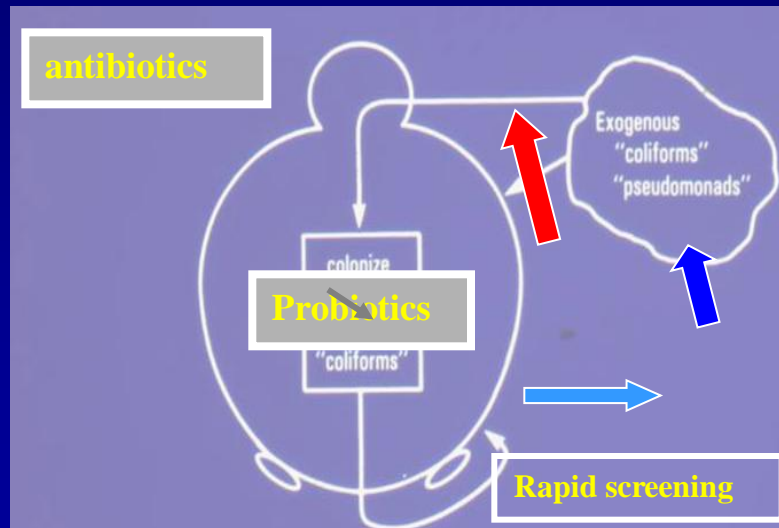 antibiotics
Exogenous
"coliforms"
"pseudomonads"
colonize
Probiotics
"coliforms"
Rapid screening